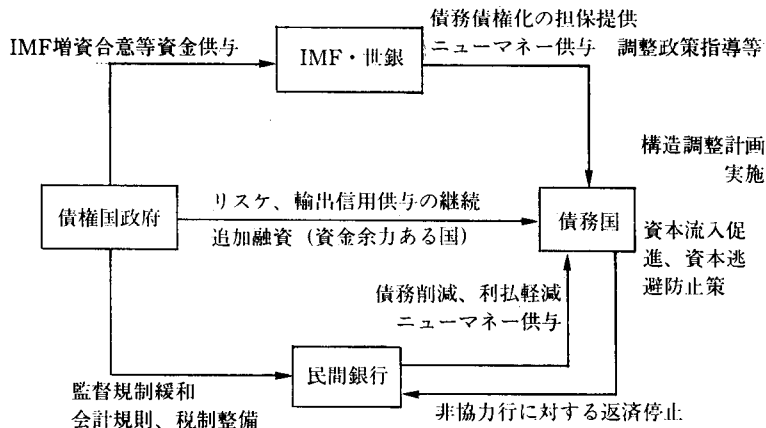 債務債権化の担保提供
IMF増資合意等資金供与
IMF・世銀
ニューマネー供与 調整政策指導等
構造調整計画
実施
債権国政府
リスケ、輸出信用供与の継続
追加融資（資金余力ある国）
債務国
資本流入促
進、資本逃
避防止策
債務削減、利払軽減
ニューマネー供与
民間銀行
監督規制緩和
会計規則、税制整備
非協力行に対する返済停止